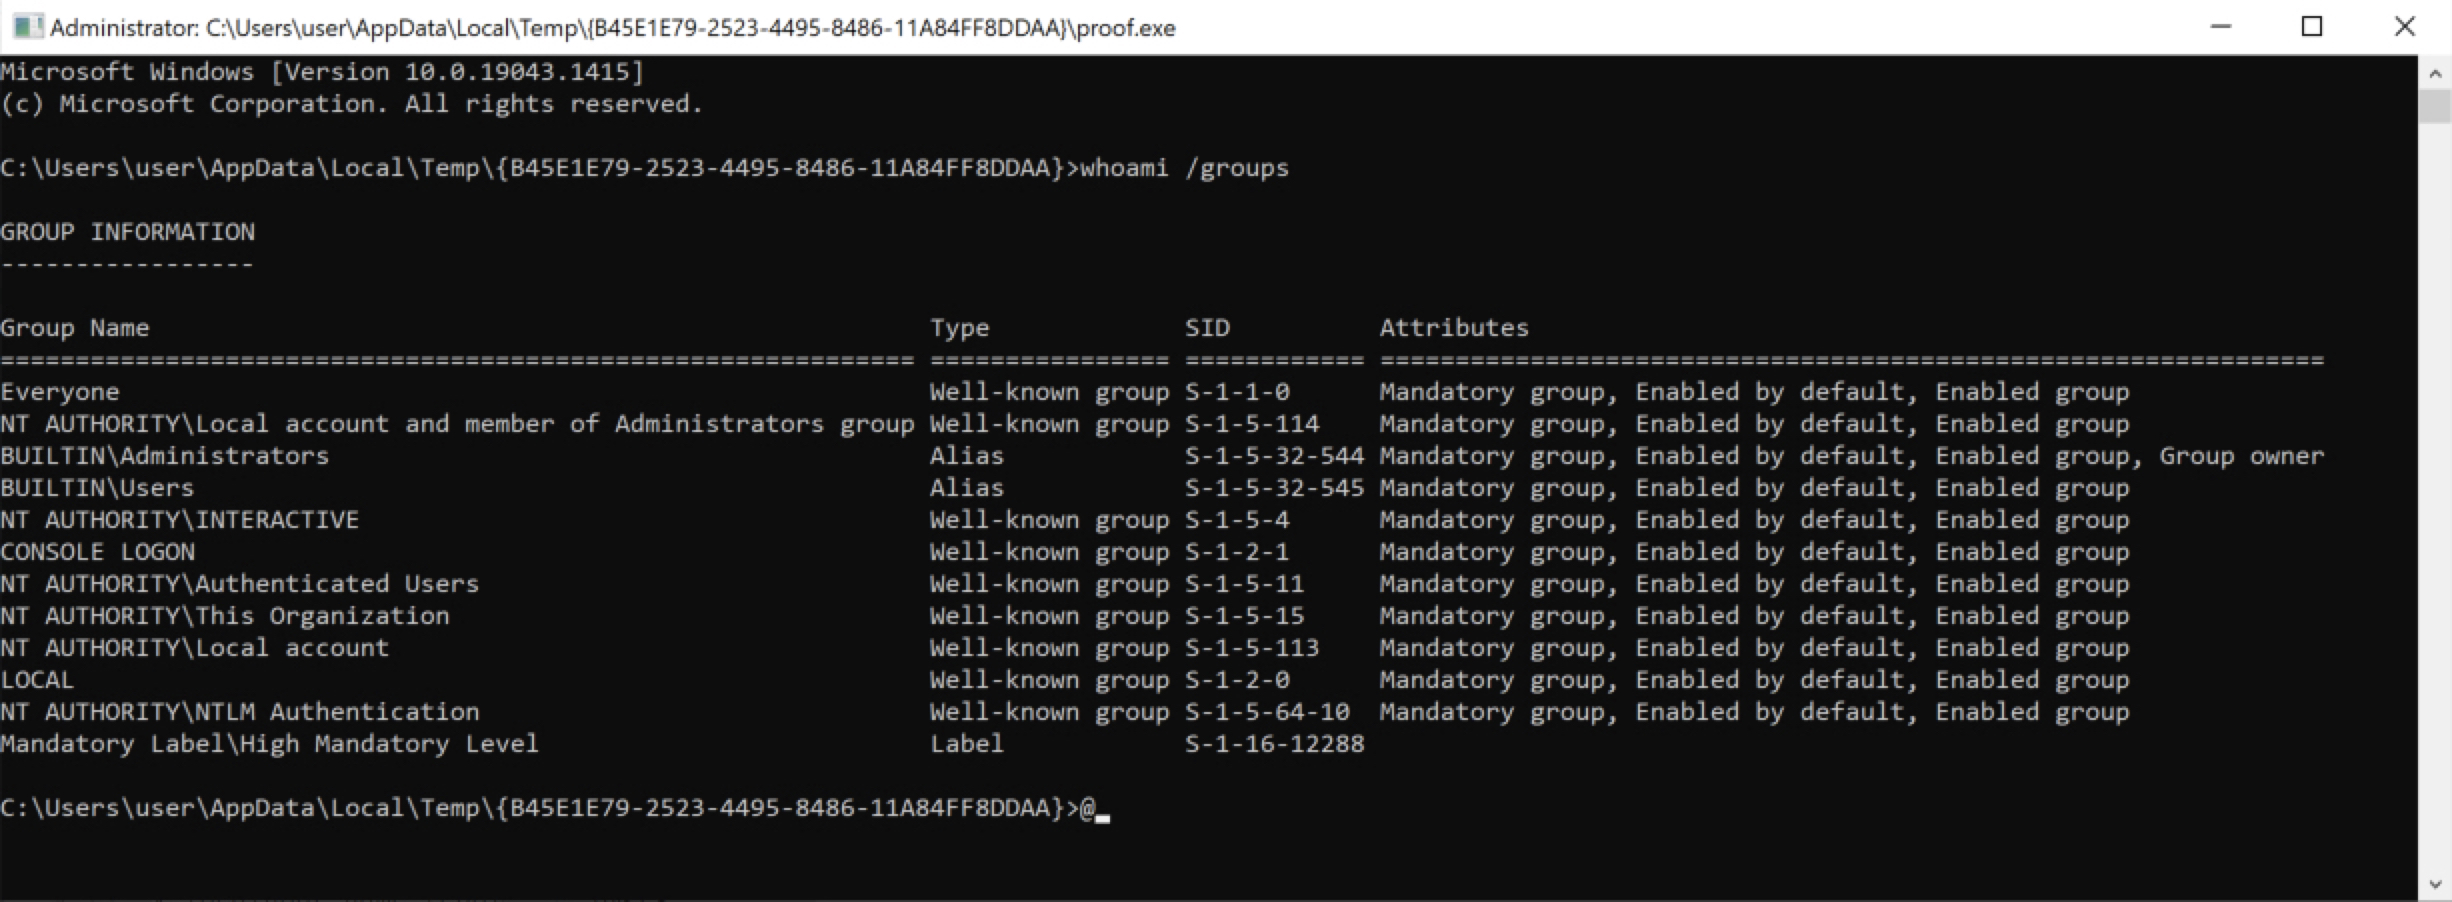 Administrator: C:\Users\user\AppData\Local\Temp\{B45E1E79-2523-4495-8486-11A84FF8DDAA}\proof.exe
Microsoft Windows [Version 10.0.19043.1415]
(c) Microsoft Corporation. All rights reserved.
C:\Users\user\AppData\Local\Temp\{B45E1E79-2523-4495-8486-11A84FF8DDAA}>whoami /groups
GROUP INFORMATION
-----------------
Group Name Type SID Attributes
============================================================== ================ ============ ===============================================================
Everyone Well-known group S-1-1-0 Mandatory group, Enabled by default, Enabled group
NT AUTHORITY\Local account and member of Administrators group Well-known group S-1-5-114 Mandatory group, Enabled by default, Enabled group
BUILTIN\Administrators Alias S-1-5-32-544 Mandatory group, Enabled by default, Enabled group, Group owner
BUILTIN\Users Alias S-1-5-32-545 Mandatory group, Enabled by default, Enabled group
NT AUTHORITY\INTERACTIVE Well-known group S-1-5-4 Mandatory group, Enabled by default, Enabled group
CONSOLE LOGON Well-known group S-1-2-1 Mandatory group, Enabled by default, Enabled group
NT AUTHORITY\Authenticated Users Well-known group S-1-5-11 Mandatory group, Enabled by default, Enabled group
NT AUTHORITY\This Organization Well-known group S-1-5-15 Mandatory group, Enabled by default, Enabled group
NT AUTHORITY\Local account Well-known group S-1-5-113 Mandatory group, Enabled by default, Enabled group
LOCAL Well-known group S-1-2-0 Mandatory group, Enabled by default, Enabled group
NT AUTHORITY\NTLM Authentication Well-known group S-1-5-64-10 Mandatory group, Enabled by default, Enabled group
Mandatory Label\High Mandatory Level Label S-1-16-12288
C:\Users\user\AppData\Local\Temp\{B45E1E79-2523-4495-8486-11A84FF8DDAA}>@